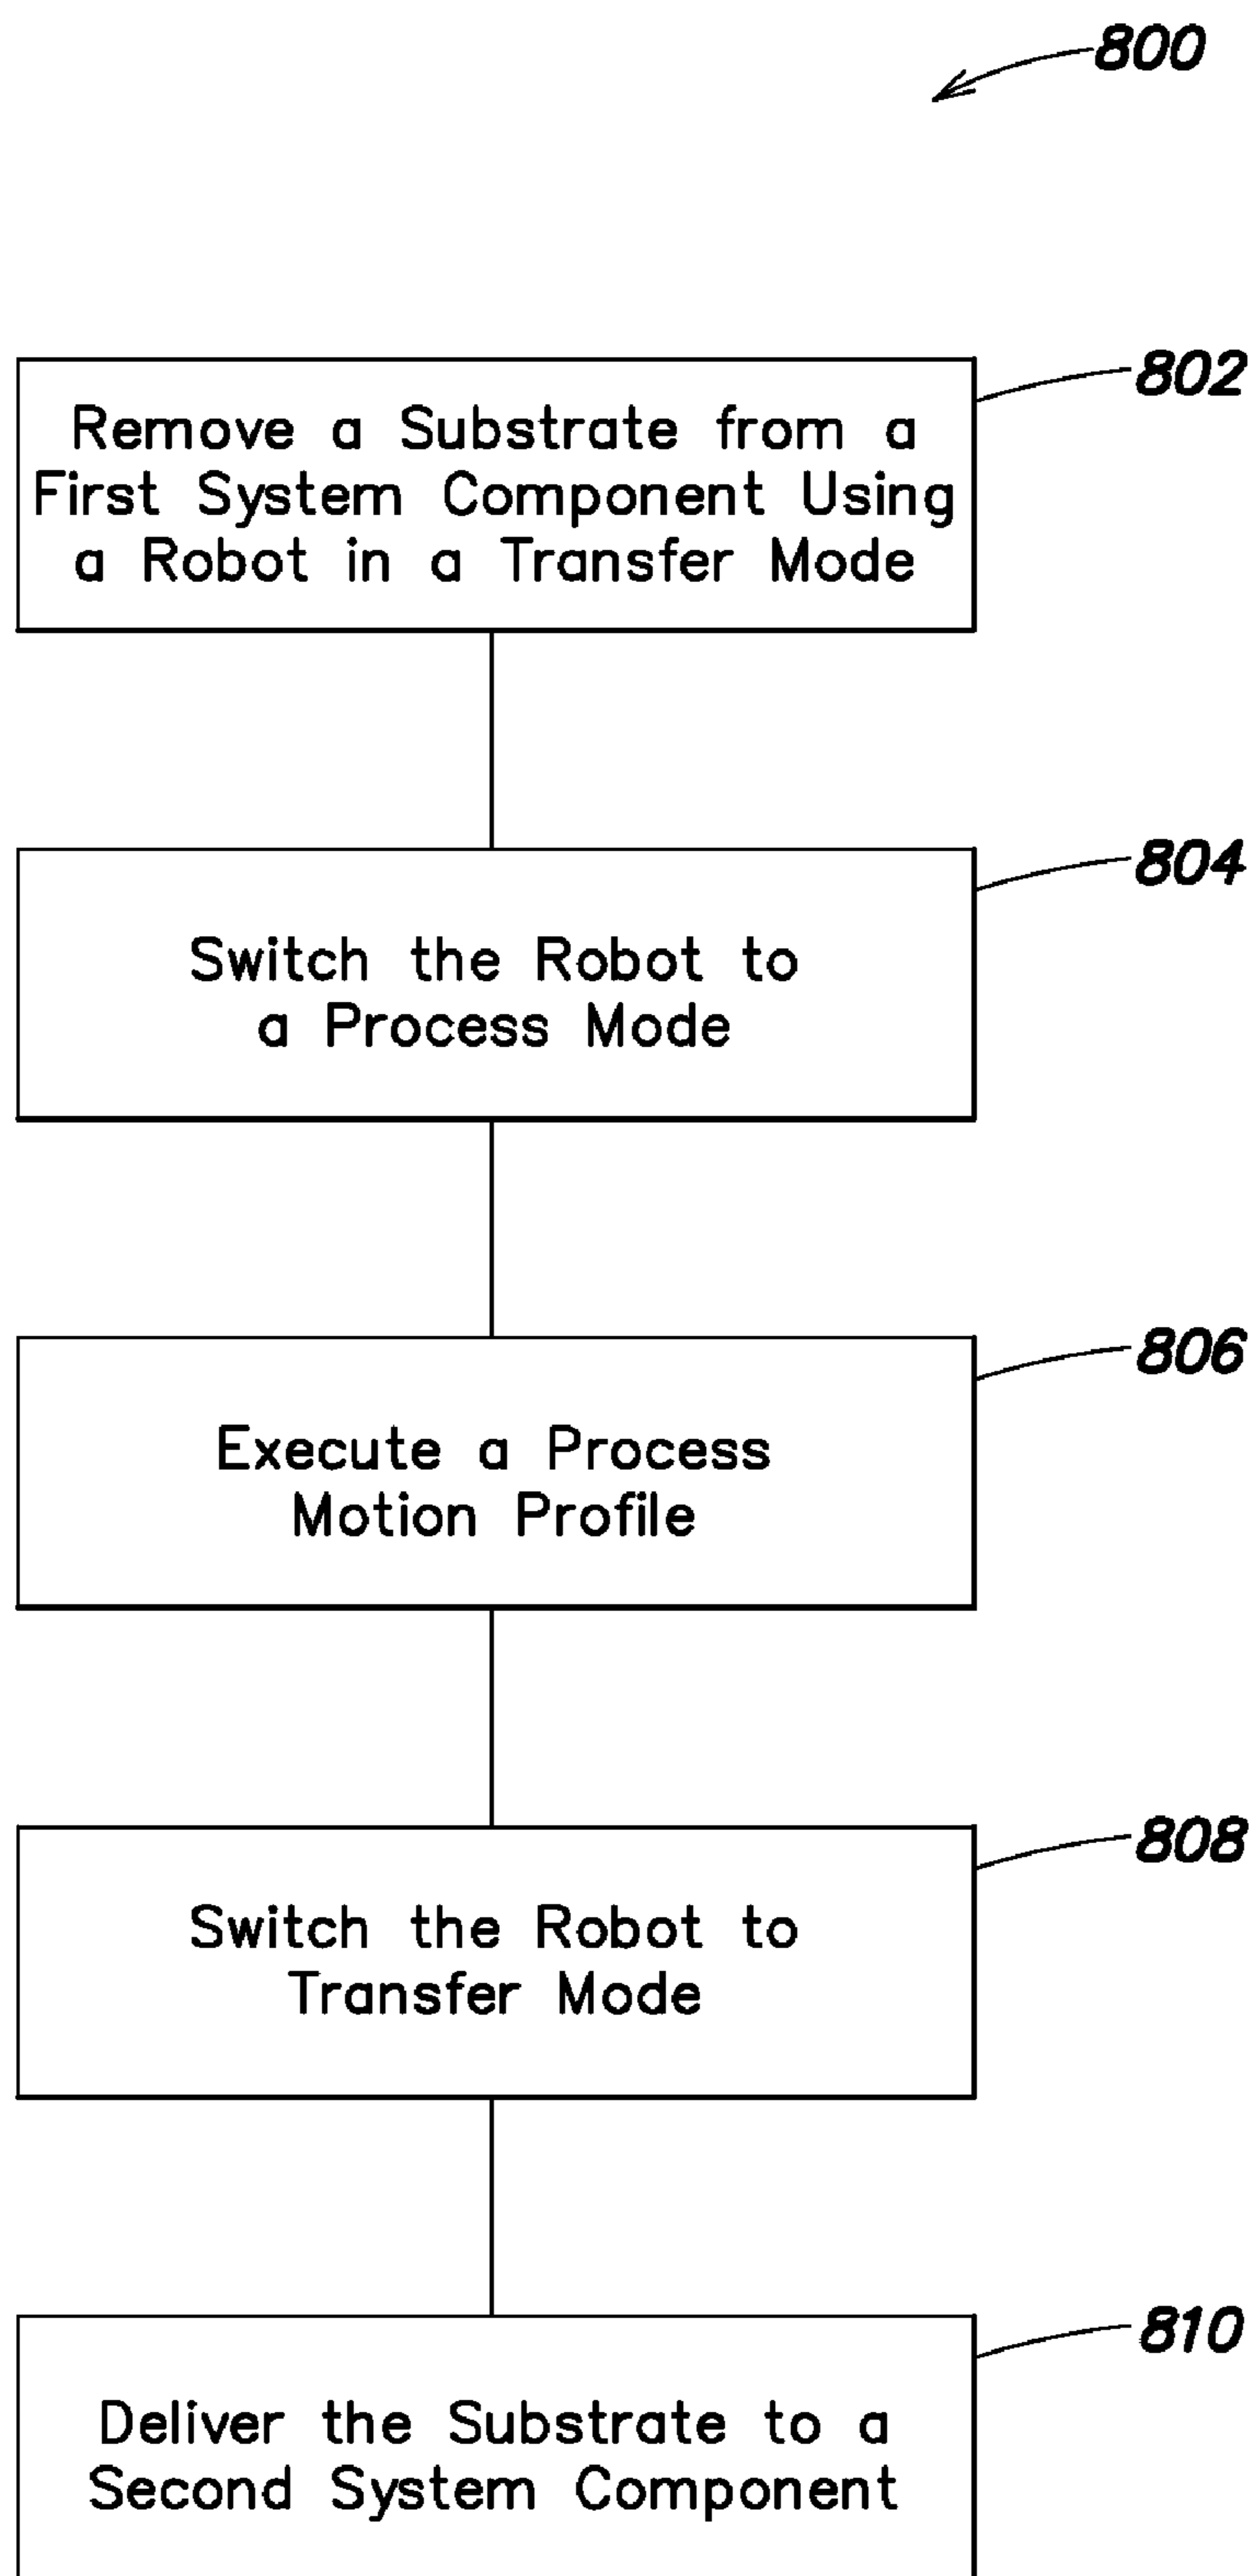 800
802
Remove a Substrate from a
First System Component Using
a Robot in a Transfer Mode
804
Switch the Robot to
a Process Mode
806
Execute a Process
Motion Profile
808
Switch the Robot to
Transfer Mode
810
Deliver the Substrate to a
Second System Component